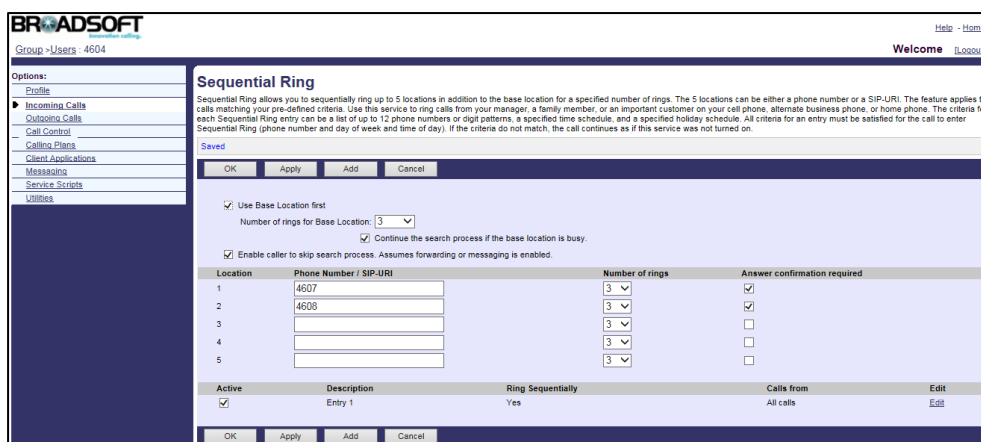 BROADSOFT
innovation calling.
Help - Hom
Group >Users : 4604
Welcome [Logou
Options:
Profile
Incoming Calls
Outgoing Calls
Call Control
Calling Plans
Client Applications
Messaging
Service Scripts
Utilities
Sequential Ring
Sequential Ring allows you to sequentially ring up to 5 locations in addition to the base location for a specified number of rings. The 5 locations can be either a phone number or a SIP-URI. The feature applies f
calls matching your pre-defined criteria. Use this service to ring calls from your manager, a family member, or an important customer on your cell phone, alternate business phone, or home phone. The criteria f
each Sequential Ring entry can be a list of up to 12 phone numbers or digit patterns, a specified time schedule, and a specified holiday schedule. All criteria for an entry must be satisfied for the call to enter
Sequential Ring (phone number and day of week and time of day). If the criteria do not match, the call continues as if this service was not turned on.
Saved
OK Apply Add Cancel
Use Base Location first
Number of rings for Base Location: 3
Continue the search process if the base location is busy.
Enable caller to skip search process. Assumes forwarding or messaging is enabled.
Location Phone Number / SIP-URI Number of rings Answer confirmation required
1 4607 3
2 4608 3
3 3
4 3
5 3
Active Description Ring Sequentially Calls from Edit
Entry 1 Yes All calls Edit
OK Apply Add Cancel